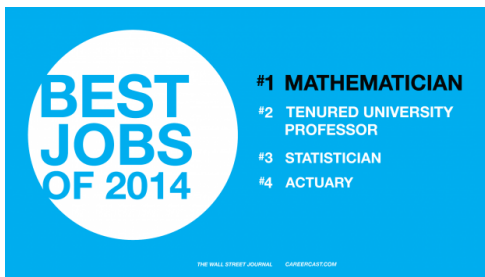 BEST
JOBS
OF 2014
#1 MATHEMATICIAN
#2 TENURED UNIVERSITY
PROFESSOR
#3 STATISTICIAN
#4 ACTUARY
THE WALL STREET JOURNAL CAREERCAST.COM